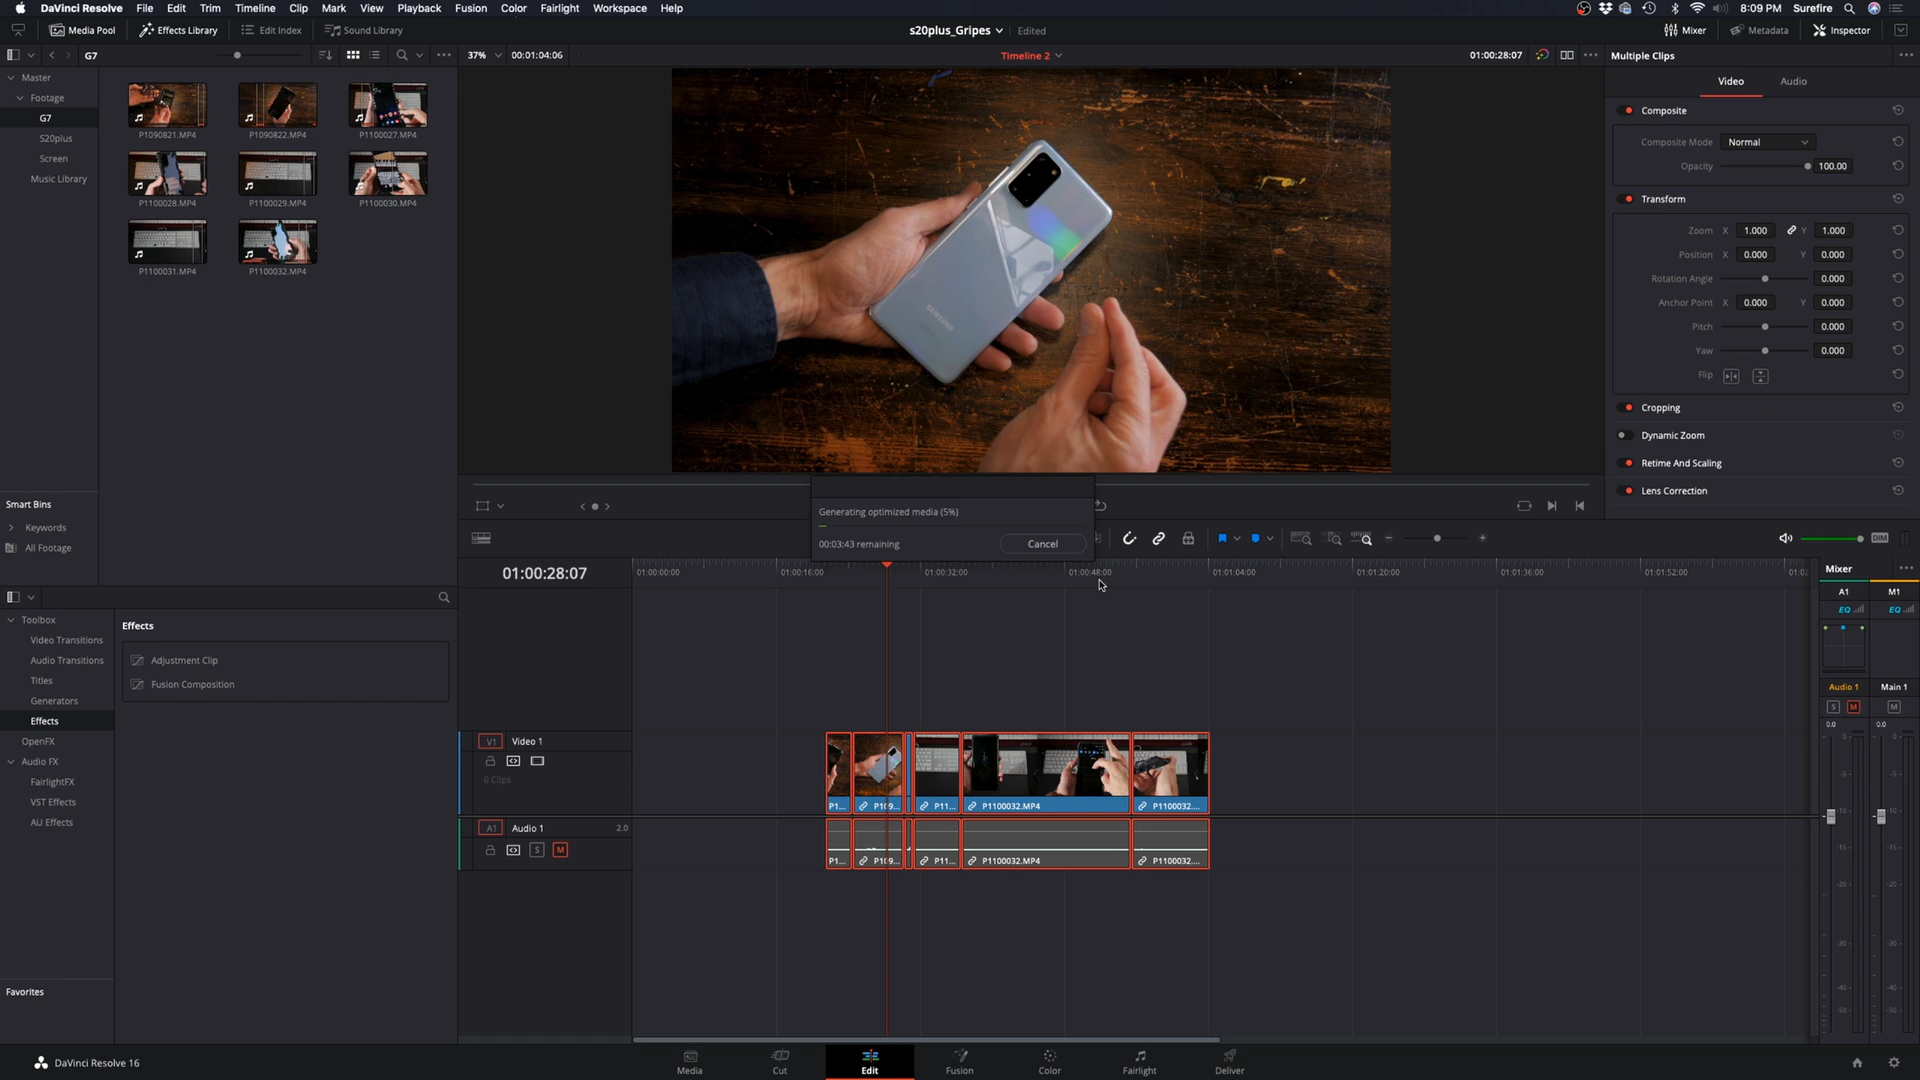 DaVinci Resolve File Edit Trim Timeline Clip Mark View Playback Fusion Color Fairlight Workspace Help
8:09 PM Surefire
Media Pool Effects Library Edit Index Sound Library
s20plus_Gripes Edited
Mixer Metadata Inspector
G7
37% 00:01:04:06
Timeline 2
01:00:28:07
Multiple Clips
Master
Footage
G7
S20plus
Screen
Music Library
P1090821.MP4 P1090822.MP4 P1100027.MP4
P1100028.MP4 P1100029.MP4 P1100030.MP4
P1100031.MP4 P1100032.MP4
SAMSUNG
Video Audio
Composite
Composite Mode Normal
Opacity 100.00
Transform
Zoom X 1.000 Y 1.000
Position X 0.000 Y 0.000
Rotation Angle 0.000
Anchor Point X 0.000 Y 0.000
Pitch 0.000
Yaw 0.000
Flip
Cropping
Dynamic Zoom
Retime And Scaling
Lens Correction
Smart Bins
Keywords
All Footage
Generating optimized media (5%)
00:03:43 remaining Cancel
DIM
01:00:28:07
01:00:00:00 01:00:16:00 01:00:32:00 01:00:48:00 01:01:04:00 01:01:20:00 01:01:36:00 01:01:52:00
Toolbox
Video Transitions
Audio Transitions
Titles
Generators
Effects
OpenFX
Audio FX
FairlightFX
VST Effects
AU Effects
Favorites
Effects
Adjustment Clip
Fusion Composition
V1 Video 1
6 Clips
P1... P109... P11... P1100032.MP4 P1100032....
A1 Audio 1 2.0
S M
P1... P109... P11... P1100032.MP4 P1100032....
Mixer
A1 M1
EQ EQ
Audio 1 Main 1
S M M
0.0 0.0
DaVinci Resolve 16
Media Cut Edit Fusion Color Fairlight Deliver